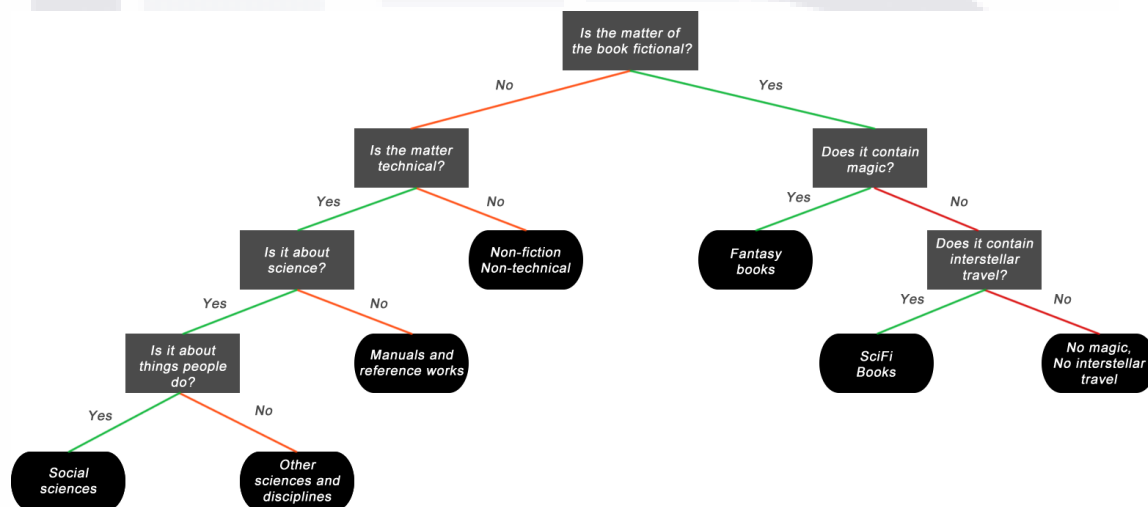 Is the matter of
the book fictional?
No
Yes
Is the matter
technical?
Does it contain
magic?
Yes
No
Yes
No
Is it about
science?
Non-fiction
Non-technical
Fantasy
books
Does it contain
interstellar
travel?
Yes
No
Yes
No
Is it about
things people
do?
Manuals and
reference works
SciFi
Books
No magic,
No interstellar
travel
Yes
No
Social
sciences
Other
sciences and
disciplines